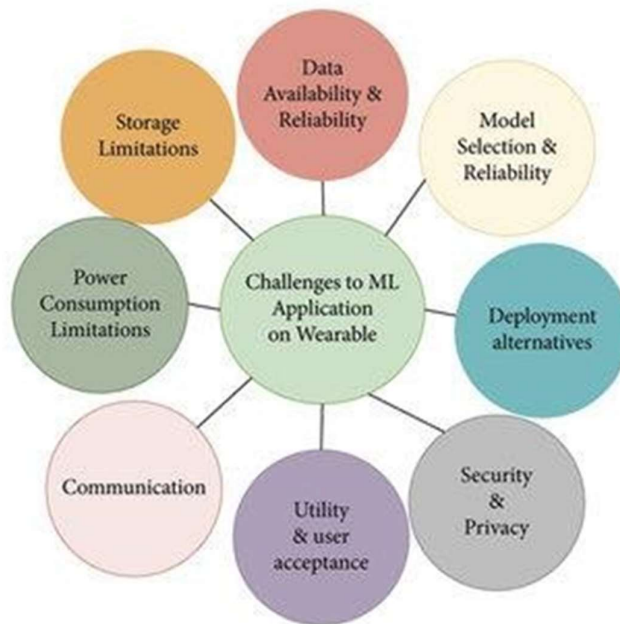 Data
Availability &
Reliability
Model
Selection &
Reliability
Deployment
alternatives
Security
&
Privacy
Utility
& user
acceptance
Communication
Power
Consumption
Limitations
Storage
Limitations
Challenges to ML
Application
on Wearable